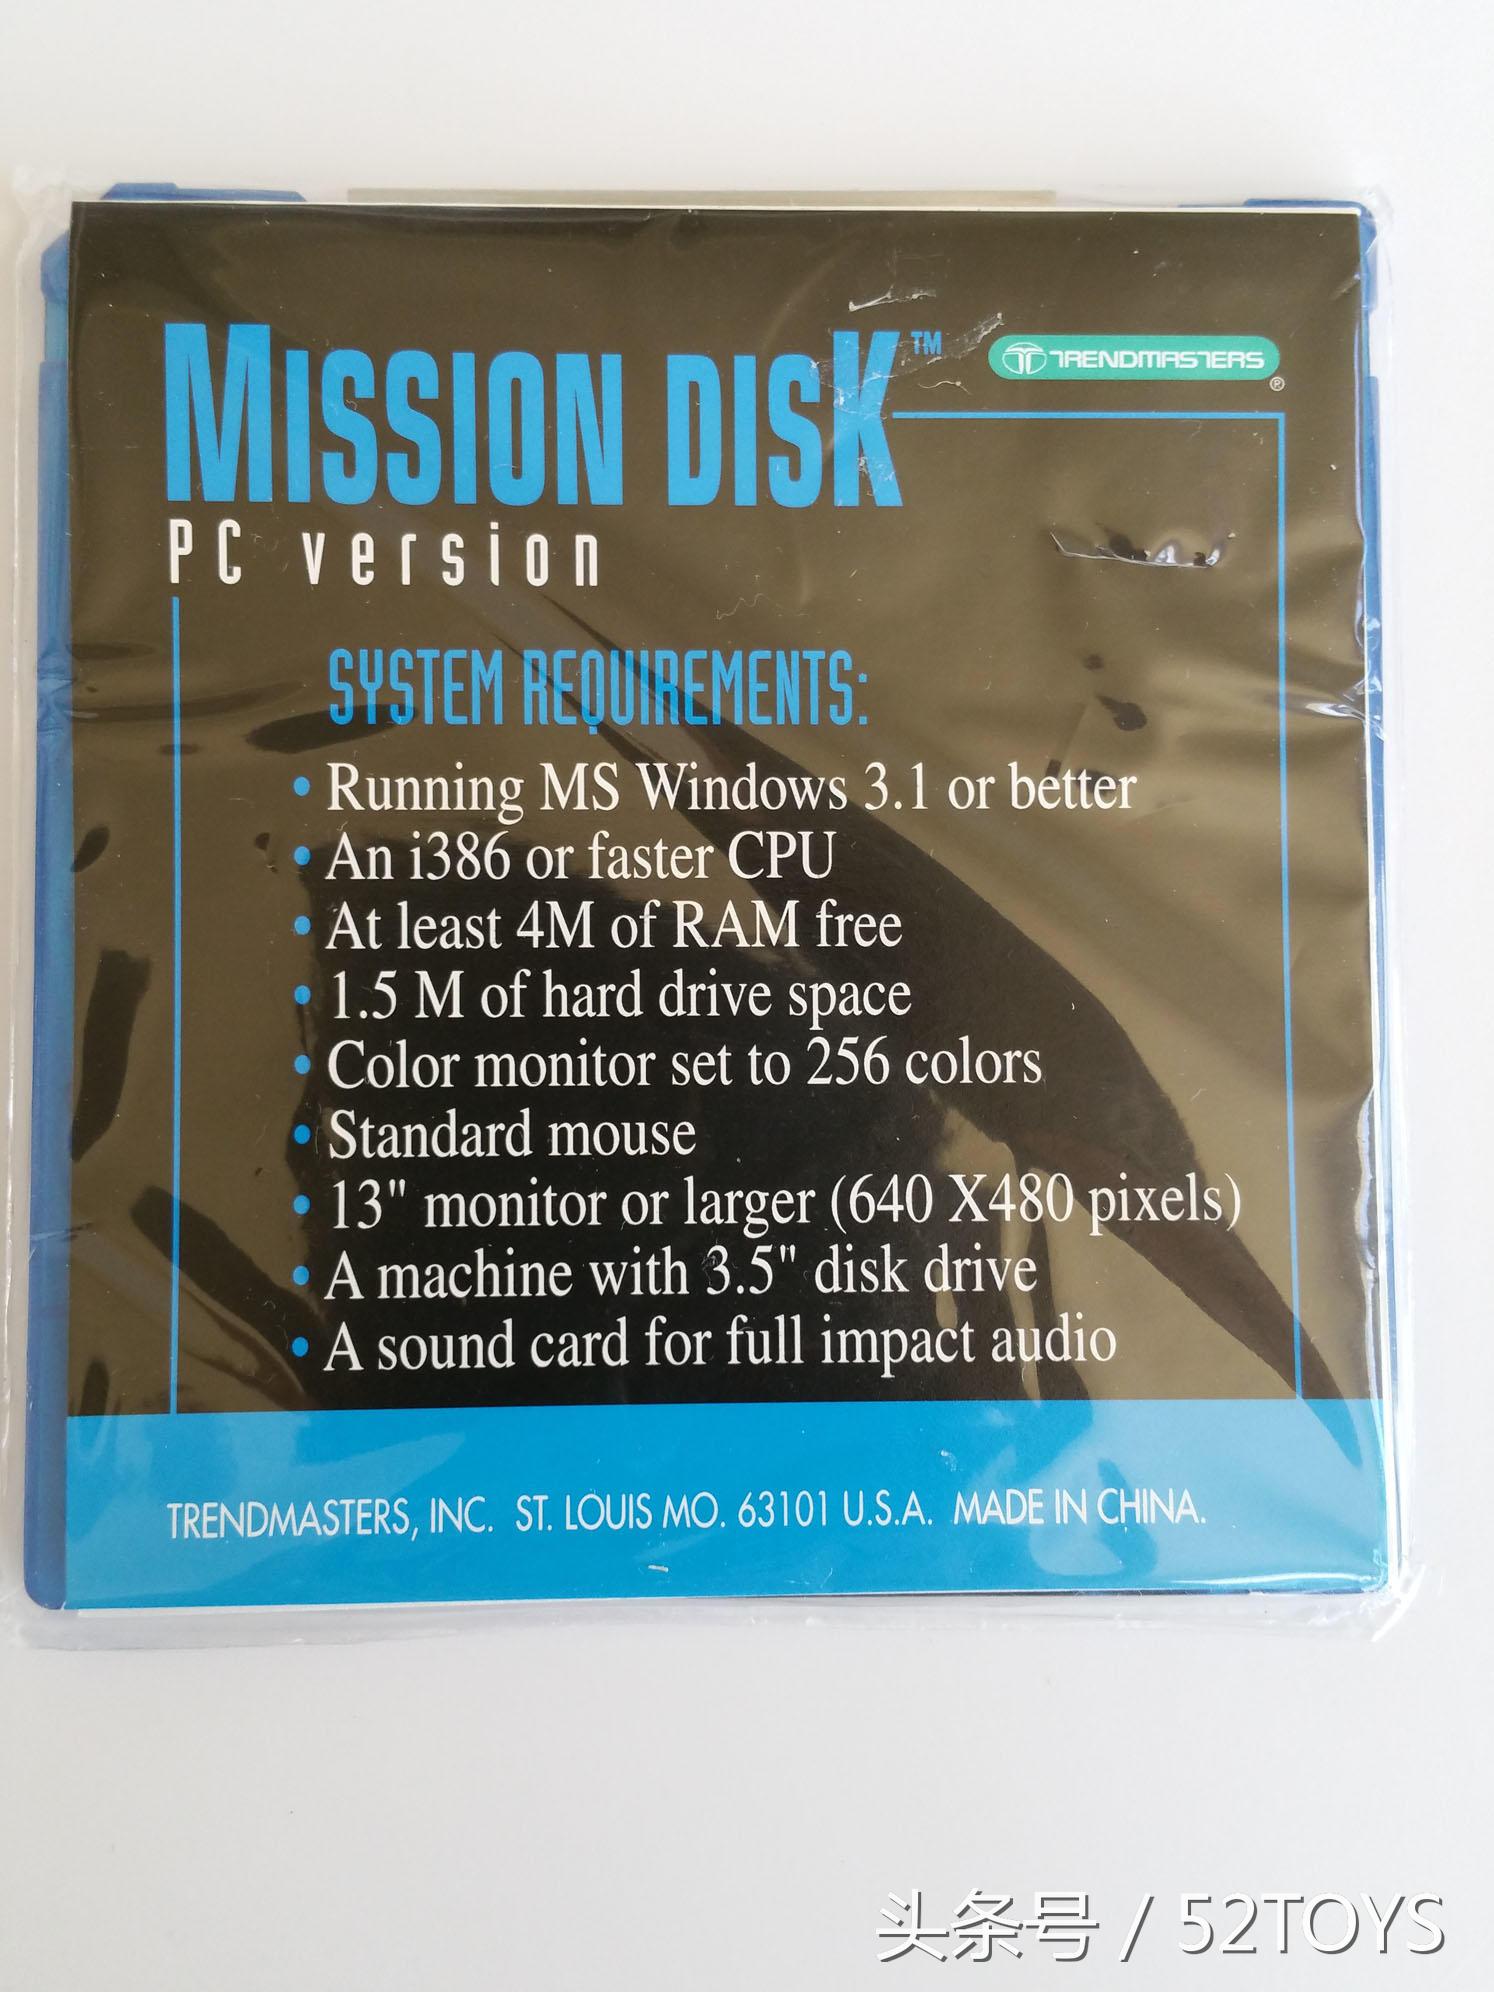 MISSION DISK™
TRENDMASTERS®
PC version
SYSTEM REQUIREMENTS:
• Running MS Windows 3.1 or better
• An i386 or faster CPU
• At least 4M of RAM free
• 1.5 M of hard drive space
• Color monitor set to 256 colors
• Standard mouse
• 13" monitor or larger (640 X480 pixels)
• A machine with 3.5" disk drive
• A sound card for full impact audio
TRENDMASTERS, INC. ST. LOUIS MO. 63101 U.S.A. MADE IN CHINA.
头条号 / 52TOYS